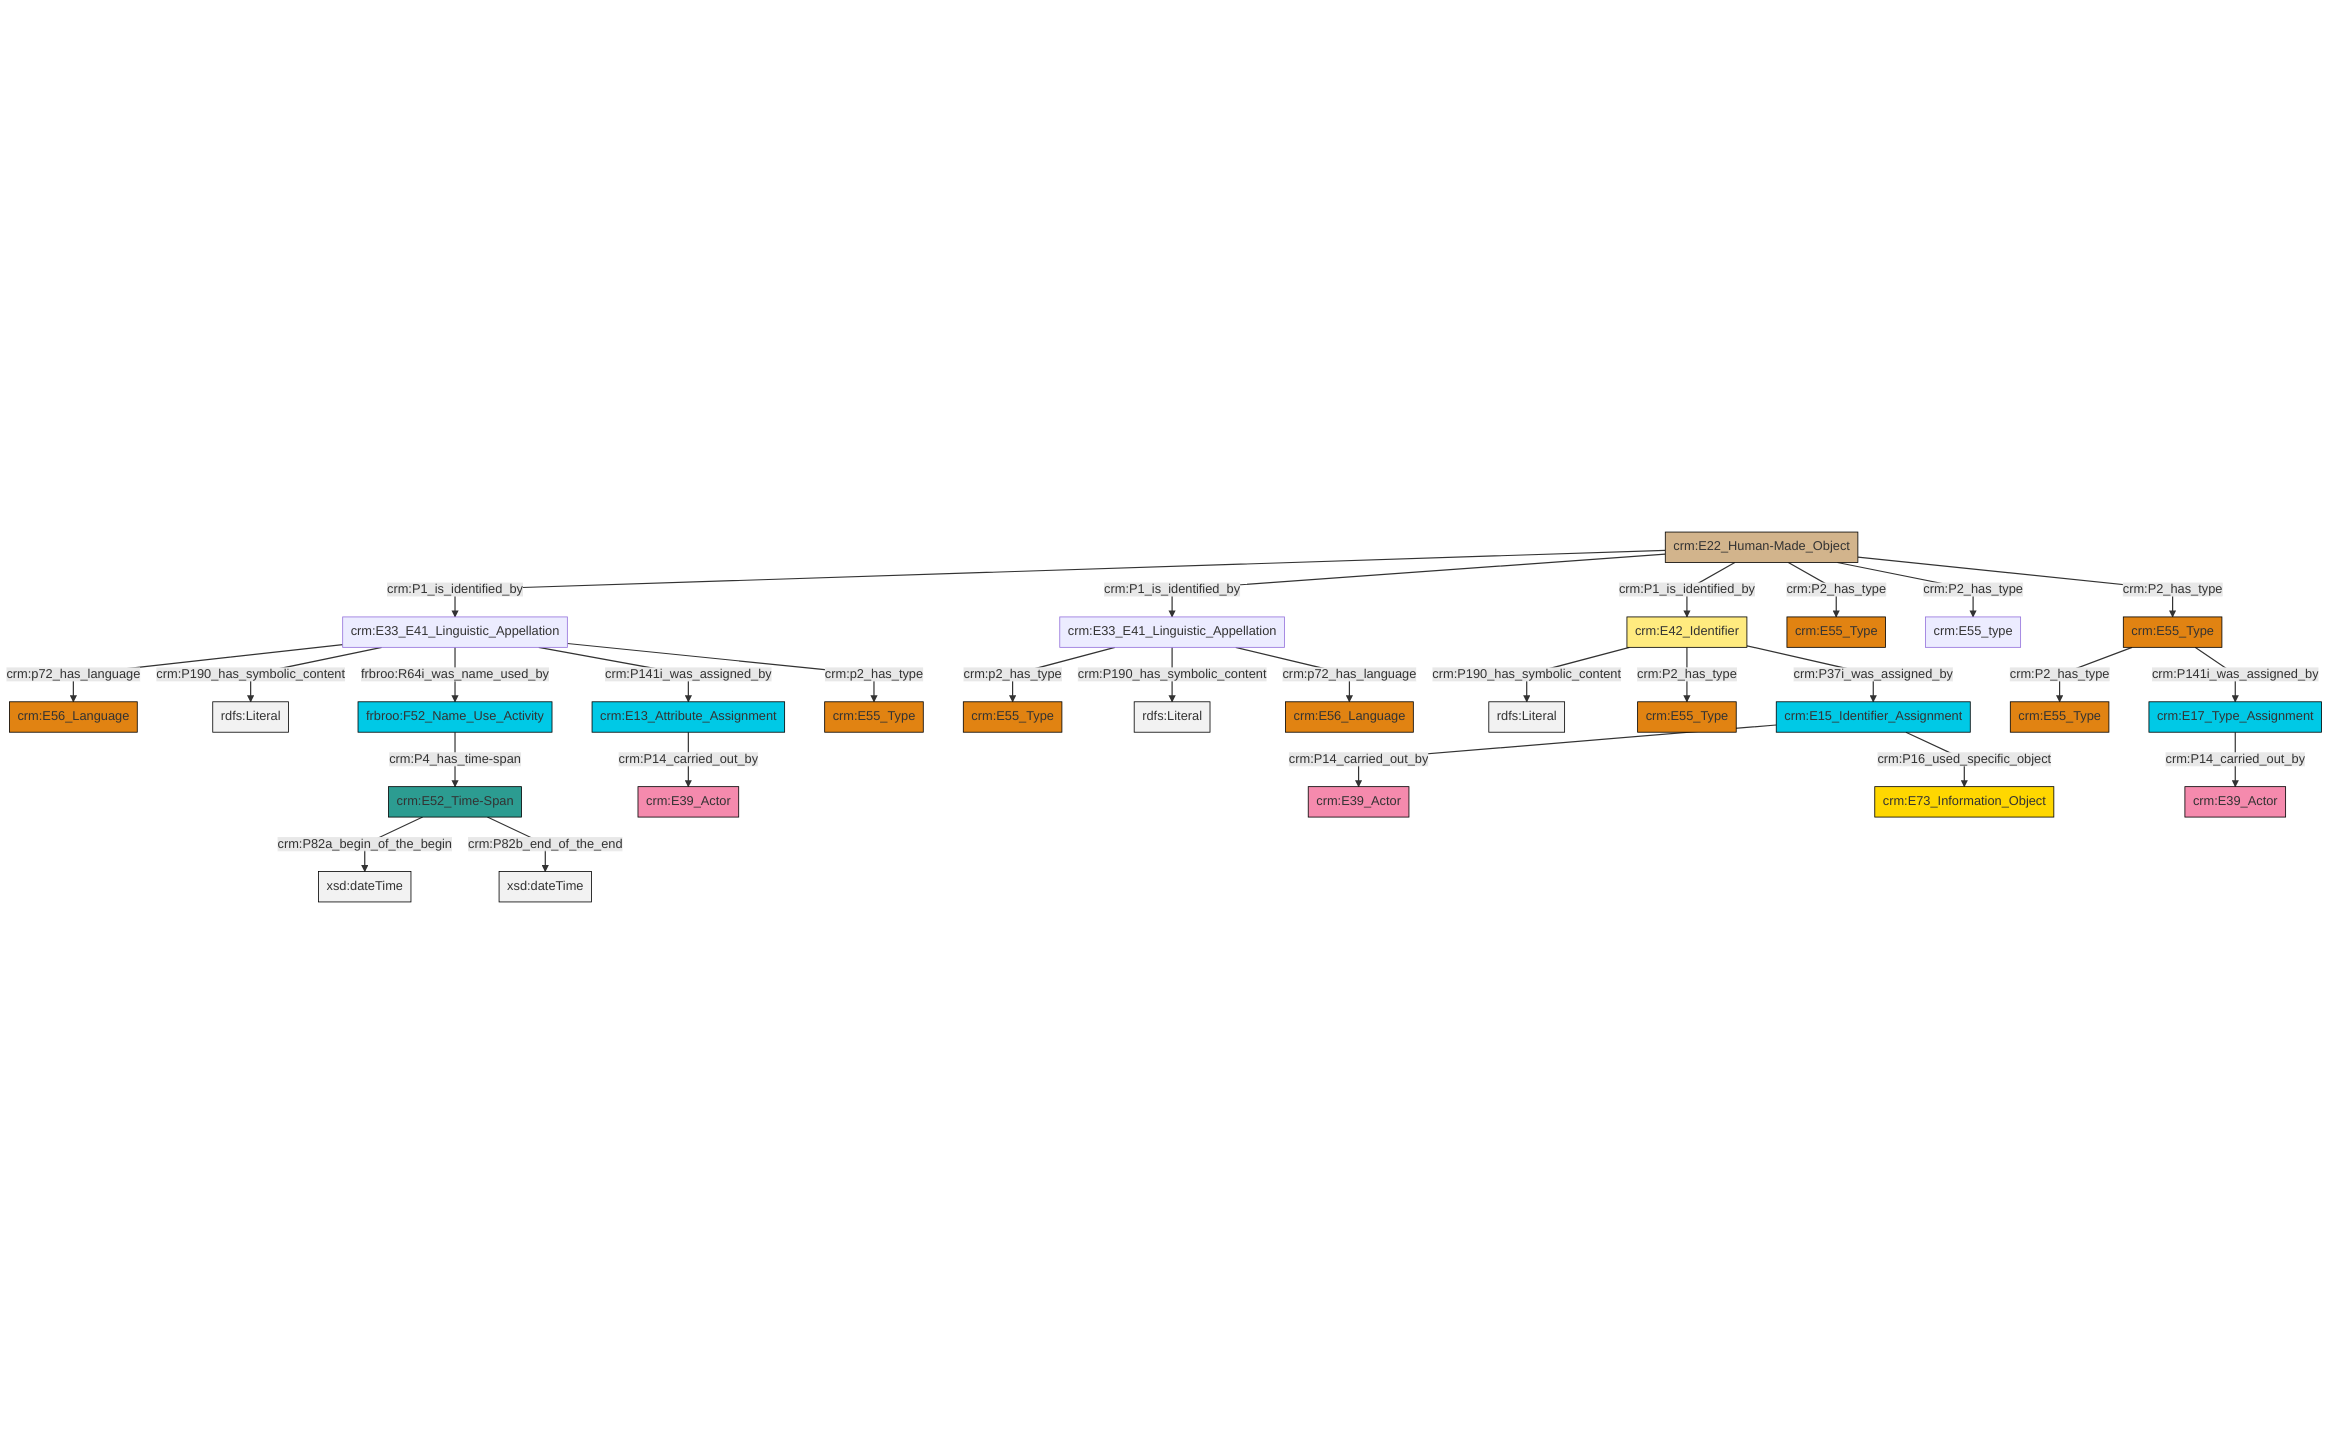 crm:E22_Human-Made_Object
crm:P1_is_identified_by
crm:P1_is_identified_by
crm:P1_is_identified_by
crm:P2_has_type
crm:P2_has_type
crm:P2_has_type
crm:E33_E41_Linguistic_Appellation
crm:E33_E41_Linguistic_Appellation
crm:E42_Identifier
crm:E55_Type
crm:E55_type
crm:E55_Type
crm:p72_has_language
crm:P190_has_symbolic_content
frbroo:R64i_was_name_used_by
crm:P141i_was_assigned_by
crm:p2_has_type
crm:p2_has_type
crm:P190_has_symbolic_content
crm:p72_has_language
crm:P190_has_symbolic_content
crm:P2_has_type
crm:P37i_was_assigned_by
crm:P2_has_type
crm:P141i_was_assigned_by
crm:E56_Language
rdfs:Literal
frbroo:F52_Name_Use_Activity
crm:E13_Attribute_Assignment
crm:E55_Type
crm:E55_Type
rdfs:Literal
crm:E56_Language
rdfs:Literal
crm:E55_Type
crm:E15_Identifier_Assignment
crm:E55_Type
crm:E17_Type_Assignment
crm:P4_has_time-span
crm:P14_carried_out_by
crm:P14_carried_out_by
crm:P16_used_specific_object
crm:P14_carried_out_by
crm:E52_Time-Span
crm:E39_Actor
crm:E39_Actor
crm:E73_Information_Object
crm:E39_Actor
crm:P82a_begin_of_the_begin
crm:P82b_end_of_the_end
xsd:dateTime
xsd:dateTime